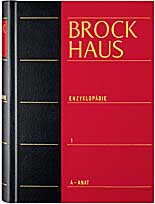 BROCK
HAUS
ENZYKLOPÄDIE
1
A – ANAT